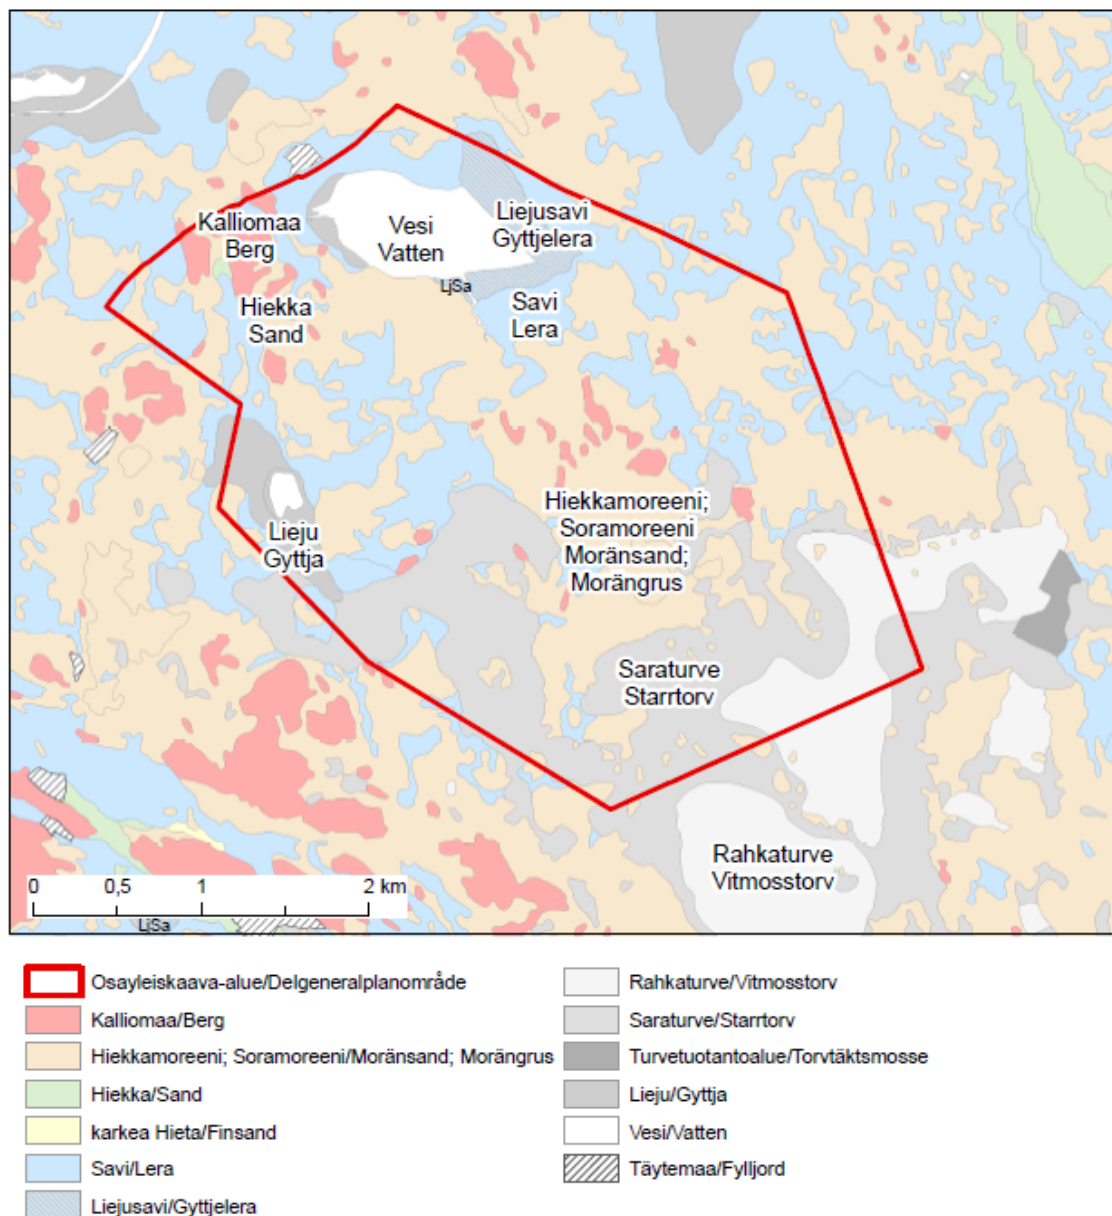 Kalliomaa
Berg
Vesi
Vatten
Liejusavi
Gyttjelera
LjSa
Hiekka
Sand
Savi
Lera
Hiekkamoreeni;
Soramoreeni
Moränsand;
Morängrus
Lieju
Gyttja
Saraturve
Starrtorv
Rahkaturve
Vitmosstorv
0 0,5 1 2 km
LjSa
Osayleiskaava-alue/Delgeneralplanområde
Kalliomaa/Berg
Hiekkamoreeni; Soramoreeni/Moränsand; Morängrus
Hiekka/Sand
karkea Hieta/Finsand
Savi/Lera
Liejusavi/Gyttjelera
Rahkaturve/Vitmosstorv
Saraturve/Starrtorv
Turvetuotantoalue/Torvtäktsmosse
Lieju/Gyttja
Vesi/Vatten
Täytemaa/Fylljord